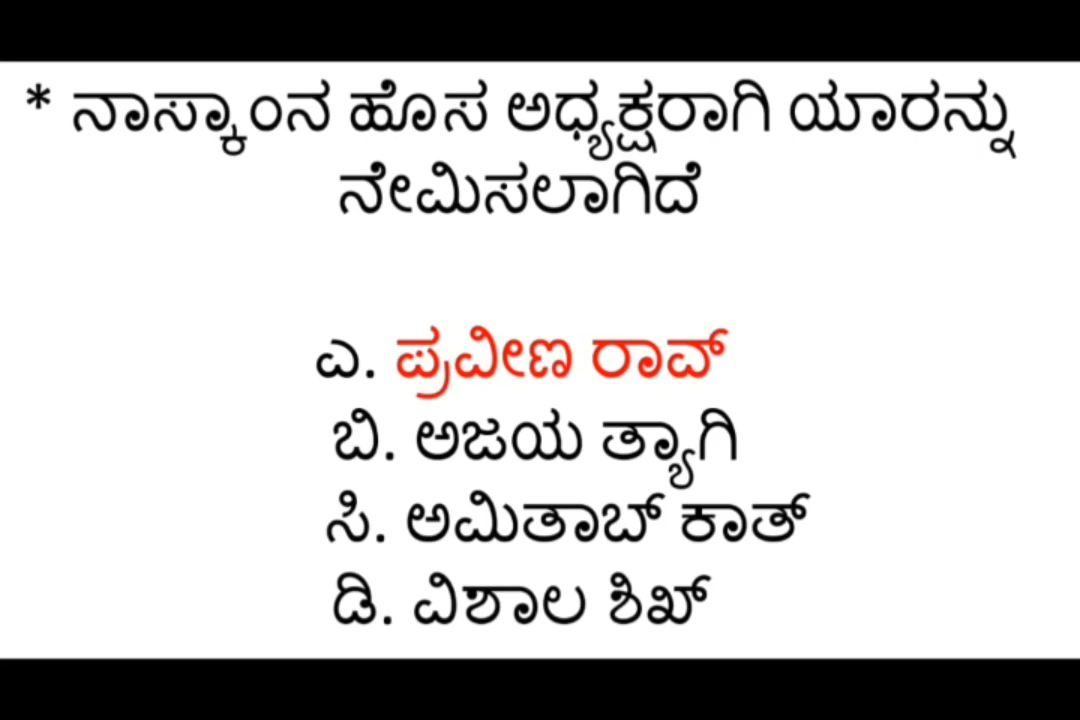 * ನಾಸ್ಕಾಂನ ಹೊಸ ಅಧ್ಯಕ್ಷರಾಗಿ ಯಾರನ್ನು
ನೇಮಿಸಲಾಗಿದೆ
ಎ. ಪ್ರವೀಣ ರಾವ್
ಬಿ. ಅಜಯ ತ್ಯಾಗಿ
ಸಿ. ಅಮಿತಾಬ್ ಕಾತ್
ಡಿ. ವಿಶಾಲ ಶಿಖ್